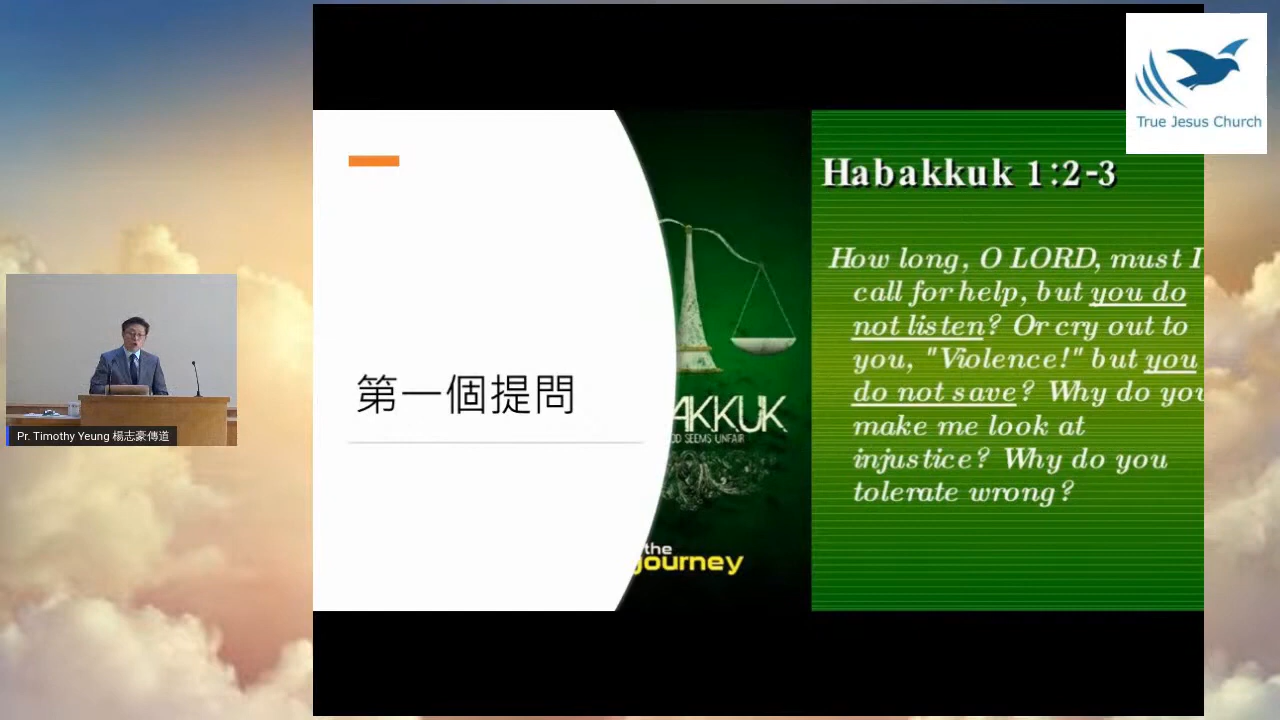 True Jesus Church
Habakkuk 1:2-3
How long, O LORD, must I
call for help, but you do
not listen? Or cry out to
you, "Violence!" but you
do not save? Why do you
make me look at
injustice? Why do you
tolerate wrong?
第一個提問
AKKUK
OD SEEMS UNFAIR
the
journey
Pr. Timothy Yeung 楊志豪傳道